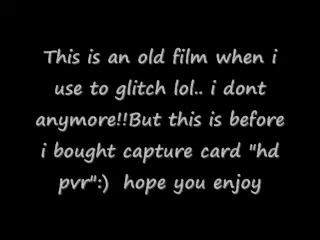 This is an old film when i
use to glitch lol.. i dont
anymore!!But this is before
i bought capture card "hd
pvr":)  hope you enjoy